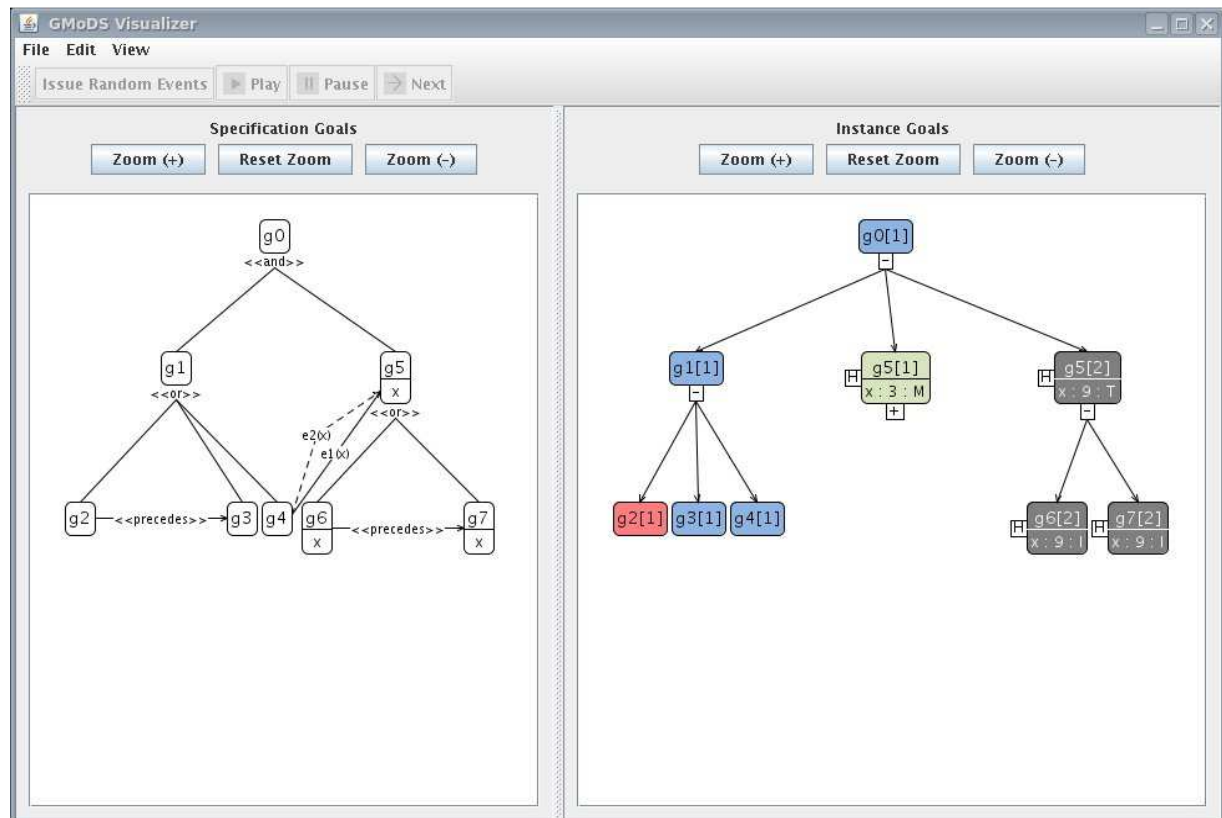 GMoDS Visualizer
File Edit View
Issue Random Events Play Pause Next
Specification Goals
Zoom (+) Reset Zoom Zoom (-)
g0
<<and>>
g1
<<or>>
g5
x
<<or>>
e2(x)
e1(x)
g2
<<precedes>>
g3
g4
g6
x
<<precedes>>
g7
x
Instance Goals
Zoom (+) Reset Zoom Zoom (-)
g0[1]
-
g1[1]
-
H
g5[1]
x : 3 : M
+
H
g5[2]
x : 9 : T
-
g2[1]
g3[1]
g4[1]
H
g6[2]
x : 9 : I
H
g7[2]
x : 9 : I